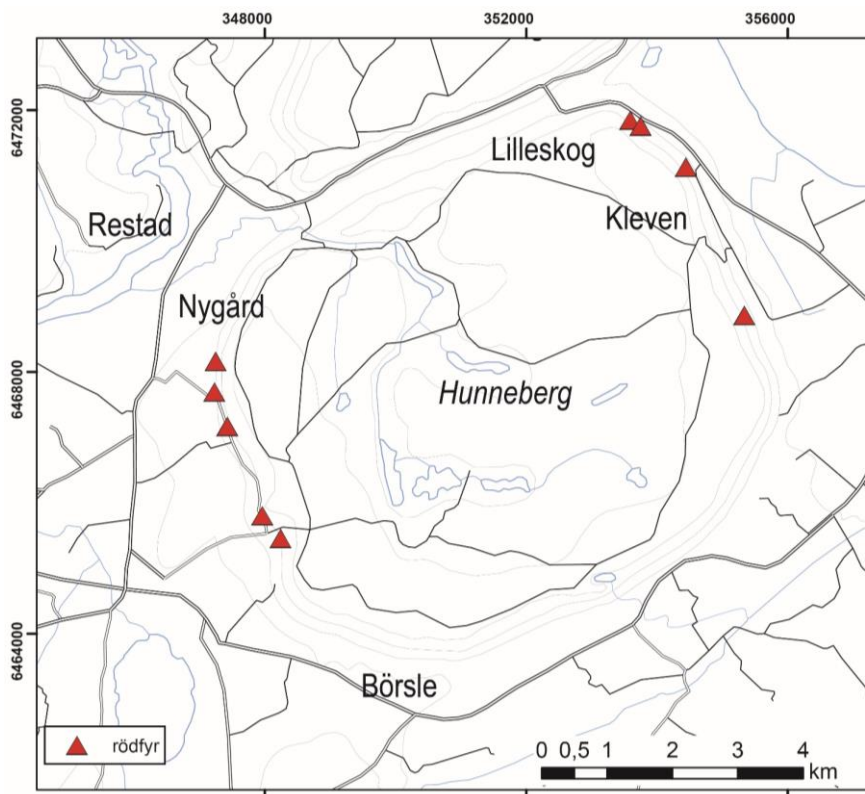 348000 352000 356000
6472000
Lilleskog
Restad
Kleven
Nygård
6468000
Hunneberg
6464000
Börsle
rödfyr
0 0,5 1 2 3 4
km